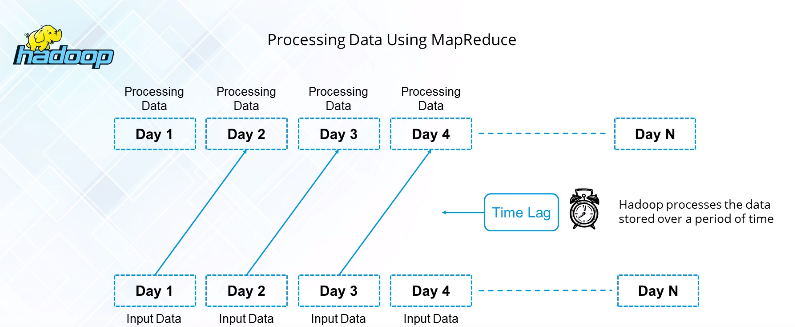 hadoop
Processing Data Using MapReduce
Processing Data
Processing Data
Processing Data
Processing Data
Day 1
Day 2
Day 3
Day 4
Day N
Time Lag
Hadoop processes the data
stored over a period of time
Day 1
Day 2
Day 3
Day 4
Day N
Input Data
Input Data
Input Data
Input Data